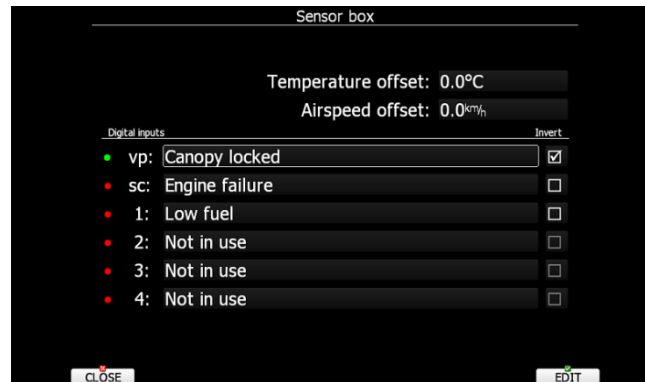 Sensor box
Temperature offset: 0.0°C
Airspeed offset: 0.0km/h
Digital inputs Invert
vp: Canopy locked
sc: Engine failure
1: Low fuel
2: Not in use
3: Not in use
4: Not in use
CLOSE EDIT